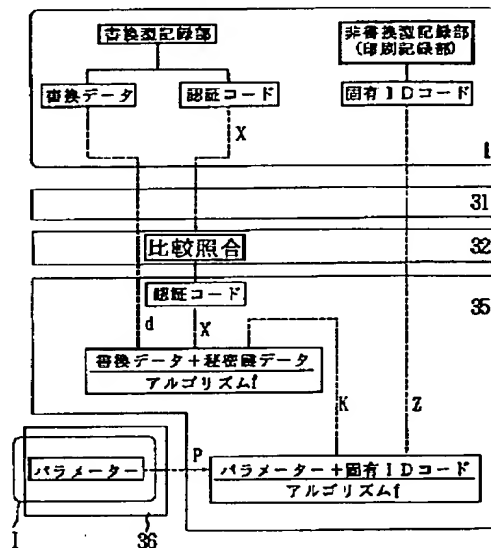 書換型記録部
非書換型記録部
(印刷記録部)
書換データ
認証コード
固有IDコード
X
L
31
比較照合
32
認証コード
35
d
X
書換データ+秘密鍵データ
アルゴリズムf
K
Z
パラメーター
P
パラメーター+固有IDコード
アルゴリズムf
I
36